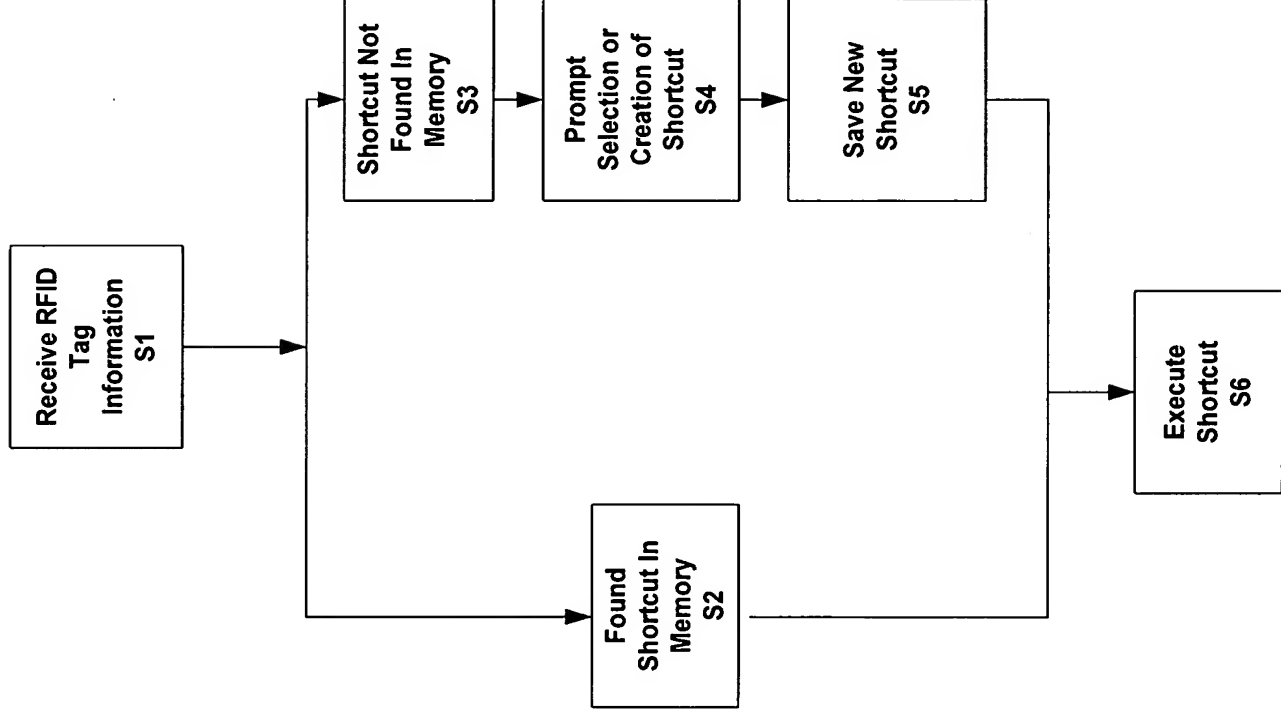 Receive RFID
Tag
Information
S1
Found
Shortcut In
Memory
S2
Shortcut Not
Found In
Memory
S3
Prompt
Selection or
Creation of
Shortcut
S4
Save New
Shortcut
S5
Execute
Shortcut
S6